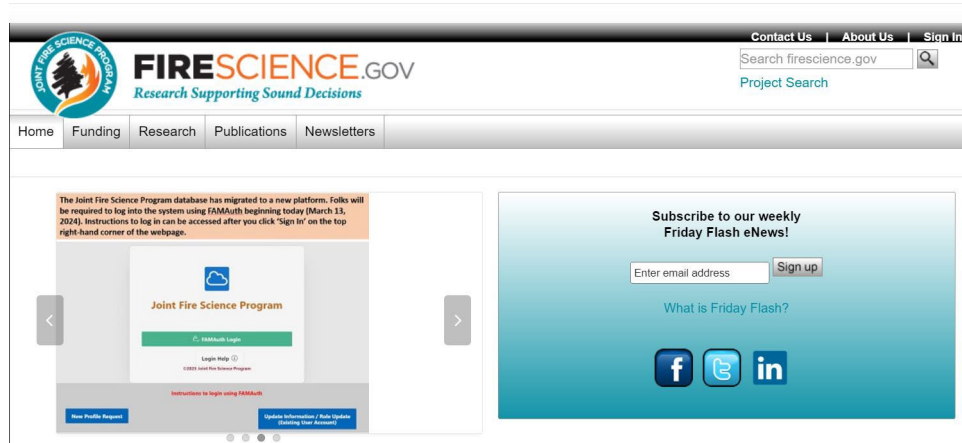 Contact Us | About Us | Sign In
JOINT FIRE SCIENCE PROGRAM
FIRESCIENCE.GOV
Research Supporting Sound Decisions
Search firescience.gov
Project Search
Home Funding Research Publications Newsletters
The Joint Fire Science Program database has migrated to a new platform. Folks will
be required to log into the system using FAMAuth beginning today (March 13,
2024). Instructions to log in can be accessed after you click 'Sign In' on the top
right-hand corner of the webpage.
Joint Fire Science Program
FAMAuth Login
Login Help
©2023 Joint Fire Science Program
Instructions to login using FAMAuth
New Profile Request
Update Information / Role Update
(Existing User Account)
Subscribe to our weekly
Friday Flash eNews!
Enter email address Sign up
What is Friday Flash?
f in